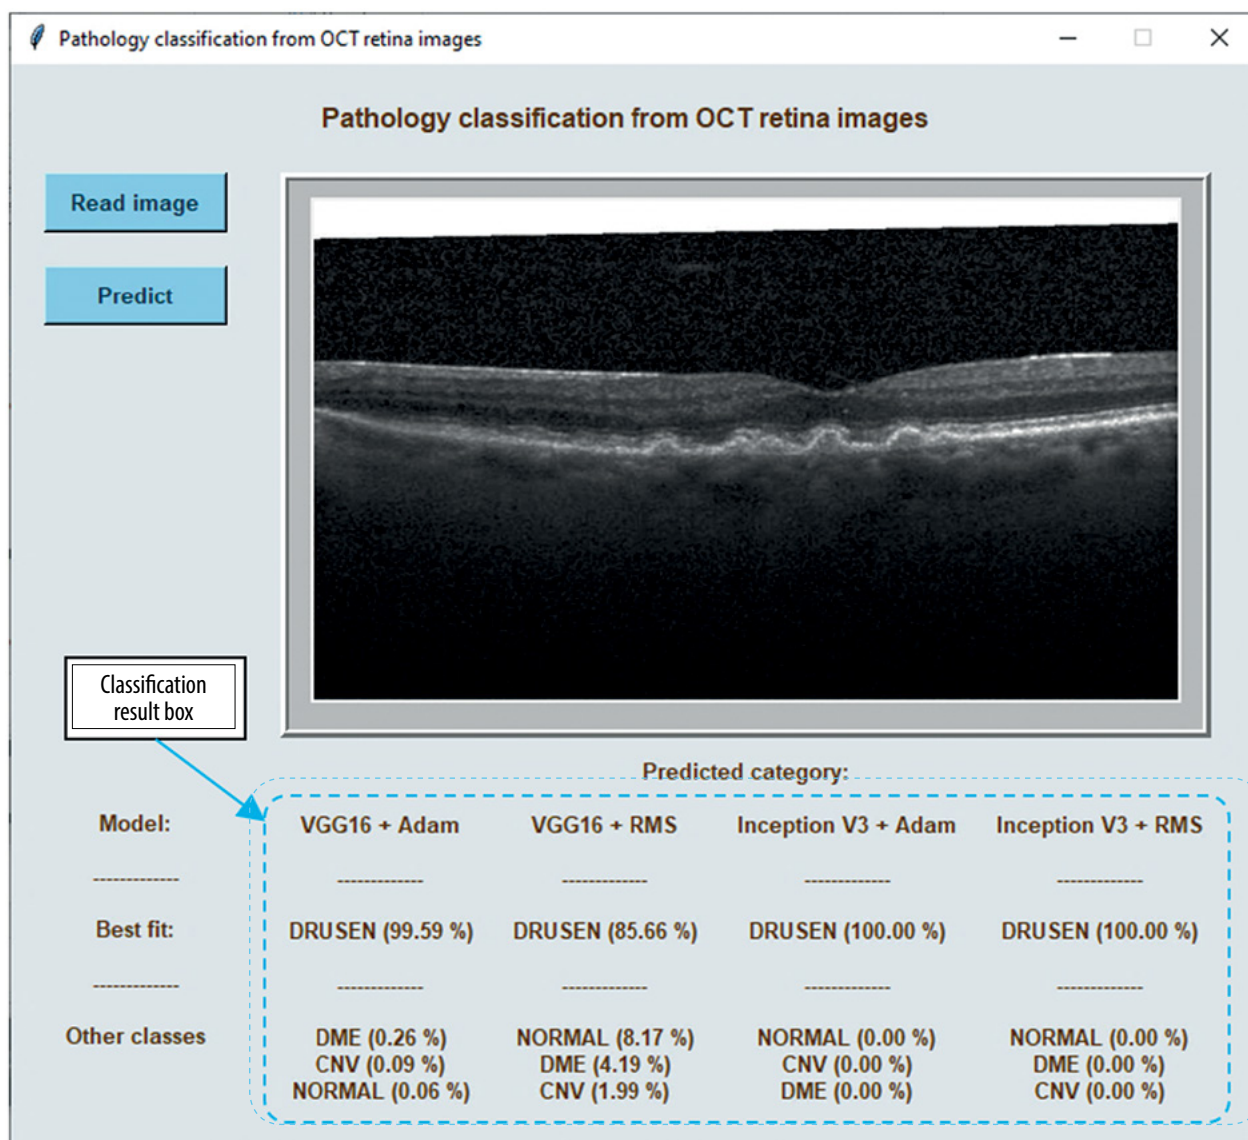 Pathology classification from OCT retina images
Pathology classification from OCT retina images
Read image
Predict
Classification
result box
Predicted category:
Model: VGG16 + Adam VGG16 + RMS Inception V3 + Adam Inception V3 + RMS
------------- ------------- ------------- ------------- -------------
Best fit: DRUSEN (99.59 %) DRUSEN (85.66 %) DRUSEN (100.00 %) DRUSEN (100.00 %)
------------- ------------- ------------- ------------- -------------
Other classes DME (0.26 %) NORMAL (8.17 %) NORMAL (0.00 %) NORMAL (0.00 %)
CNV (0.09 %) DME (4.19 %) CNV (0.00 %) DME (0.00 %)
NORMAL (0.06 %) CNV (1.99 %) DME (0.00 %) CNV (0.00 %)